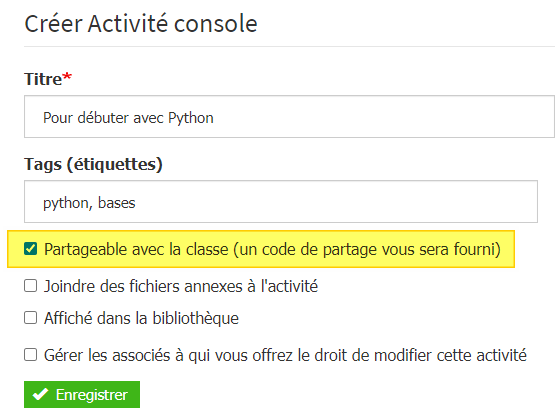 Créer Activité console
Titre*
Pour débuter avec Python
Tags (étiquettes)
python, bases
Partageable avec la classe (un code de partage vous sera fourni)
Joindre des fichiers annexes à l'activité
Affiché dans la bibliothèque
Gérer les associés à qui vous offrez le droit de modifier cette activité
Enregistrer